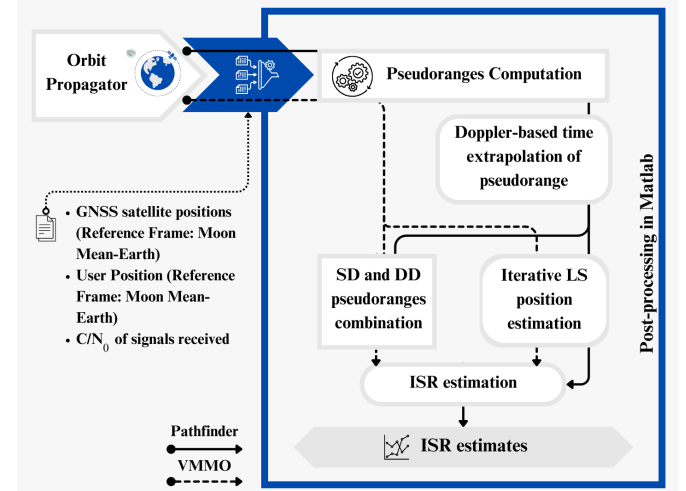 Orbit
Propagator
Pseudoranges Computation
Doppler-based time
extrapolation of
pseudorange
Post-processing in Matlab
• GNSS satellite positions
(Reference Frame: Moon
Mean-Earth)
• User Position (Reference
Frame: Moon Mean-
Earth)
• C/N₀ of signals received
SD and DD
pseudoranges
combination
Iterative LS
position
estimation
ISR estimation
ISR estimates
Pathfinder
VMMO